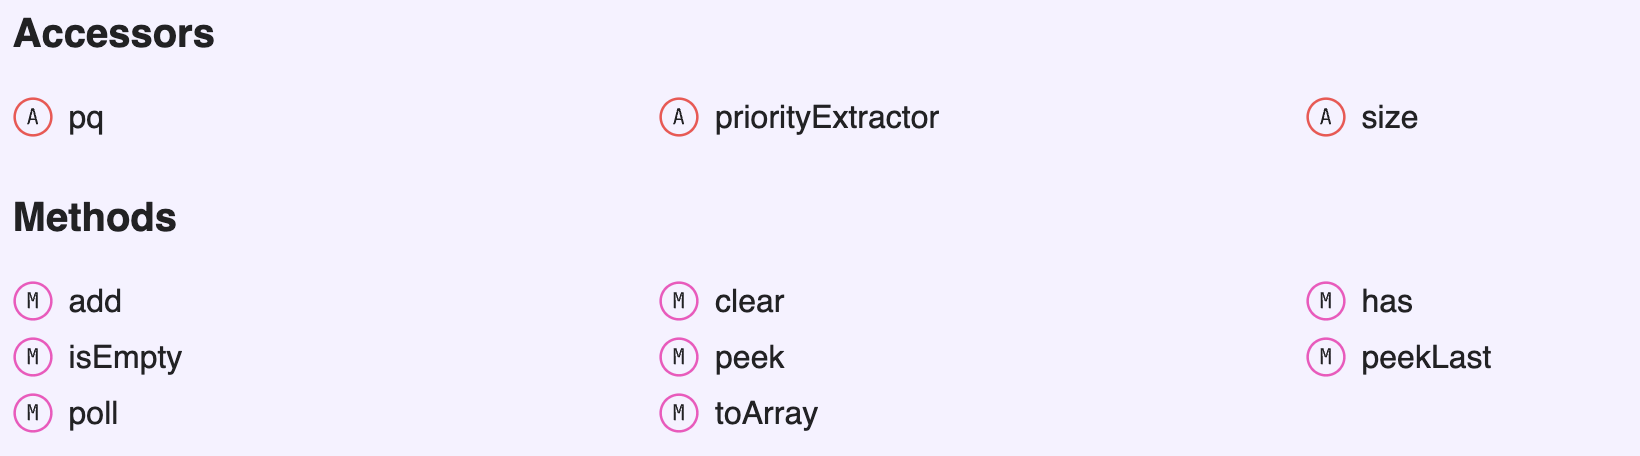 Accessors
A pq A priorityExtractor A size
Methods
M add M clear M has
M isEmpty M peek M peekLast
M poll M toArray